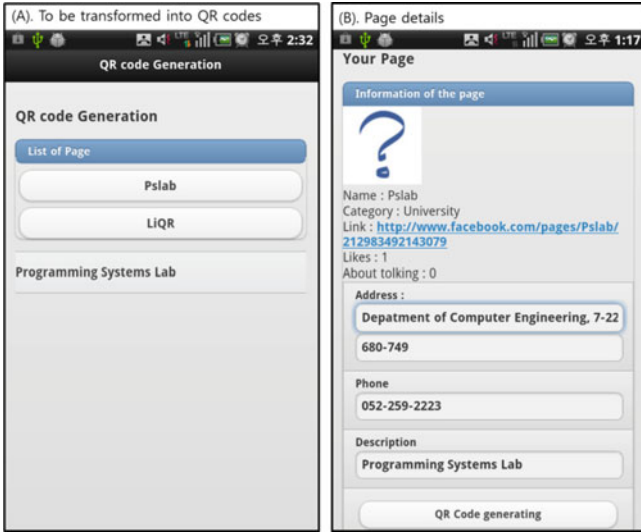 (A). To be transformed into QR codes
LTE 오후 2:32
QR code Generation
QR code Generation
List of Page
Pslab
LiQR
Programming Systems Lab
(B). Page details
LTE 오후 1:17
Your Page
Information of the page
?
Name : Pslab
Category : University
Link : http://www.facebook.com/pages/Pslab/
212983492143079
Likes : 1
About tolking : 0
Address :
Depatment of Computer Engineering, 7-22
680-749
Phone
052-259-2223
Description
Programming Systems Lab
QR Code generating